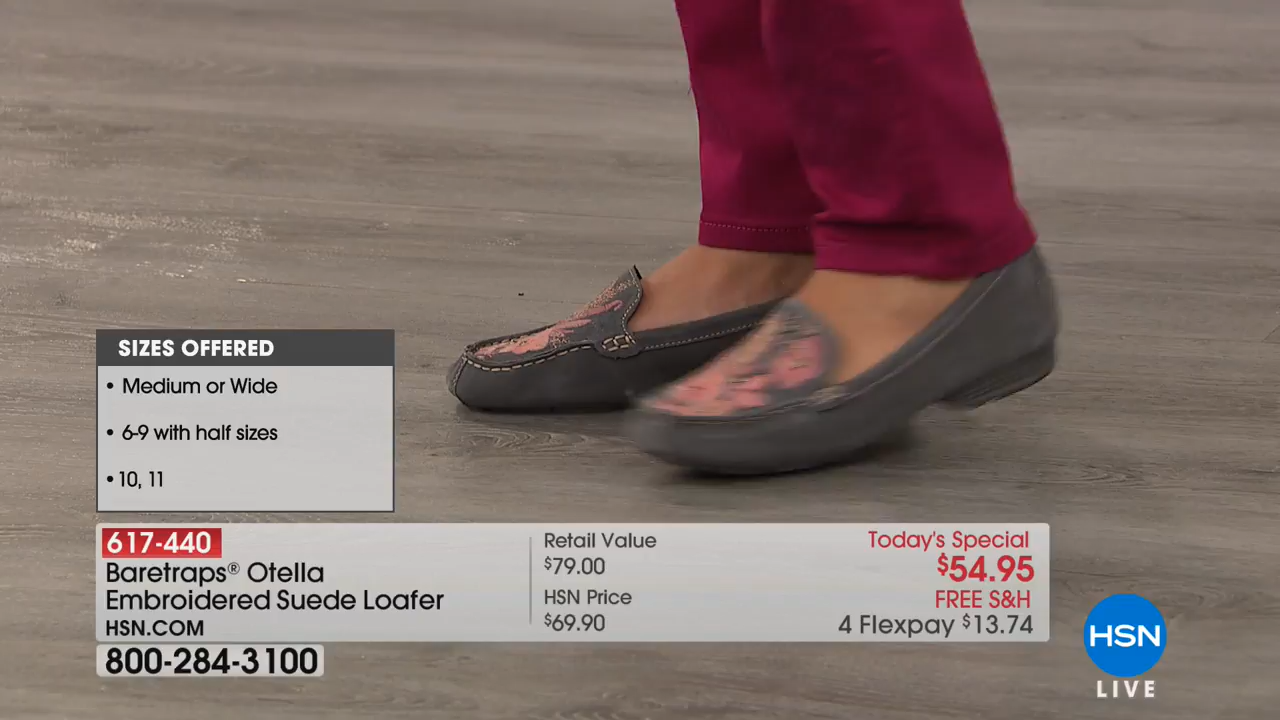 SIZES OFFERED
• Medium or Wide
• 6-9 with half sizes
• 10, 11
617-440
Baretraps® Otella
Embroidered Suede Loafer
HSN.COM
800-284-3100
Retail Value
$79.00
HSN Price
$69.90
Today's Special
$54.95
FREE S&H
4 Flexpay $13.74
HSN
LIVE